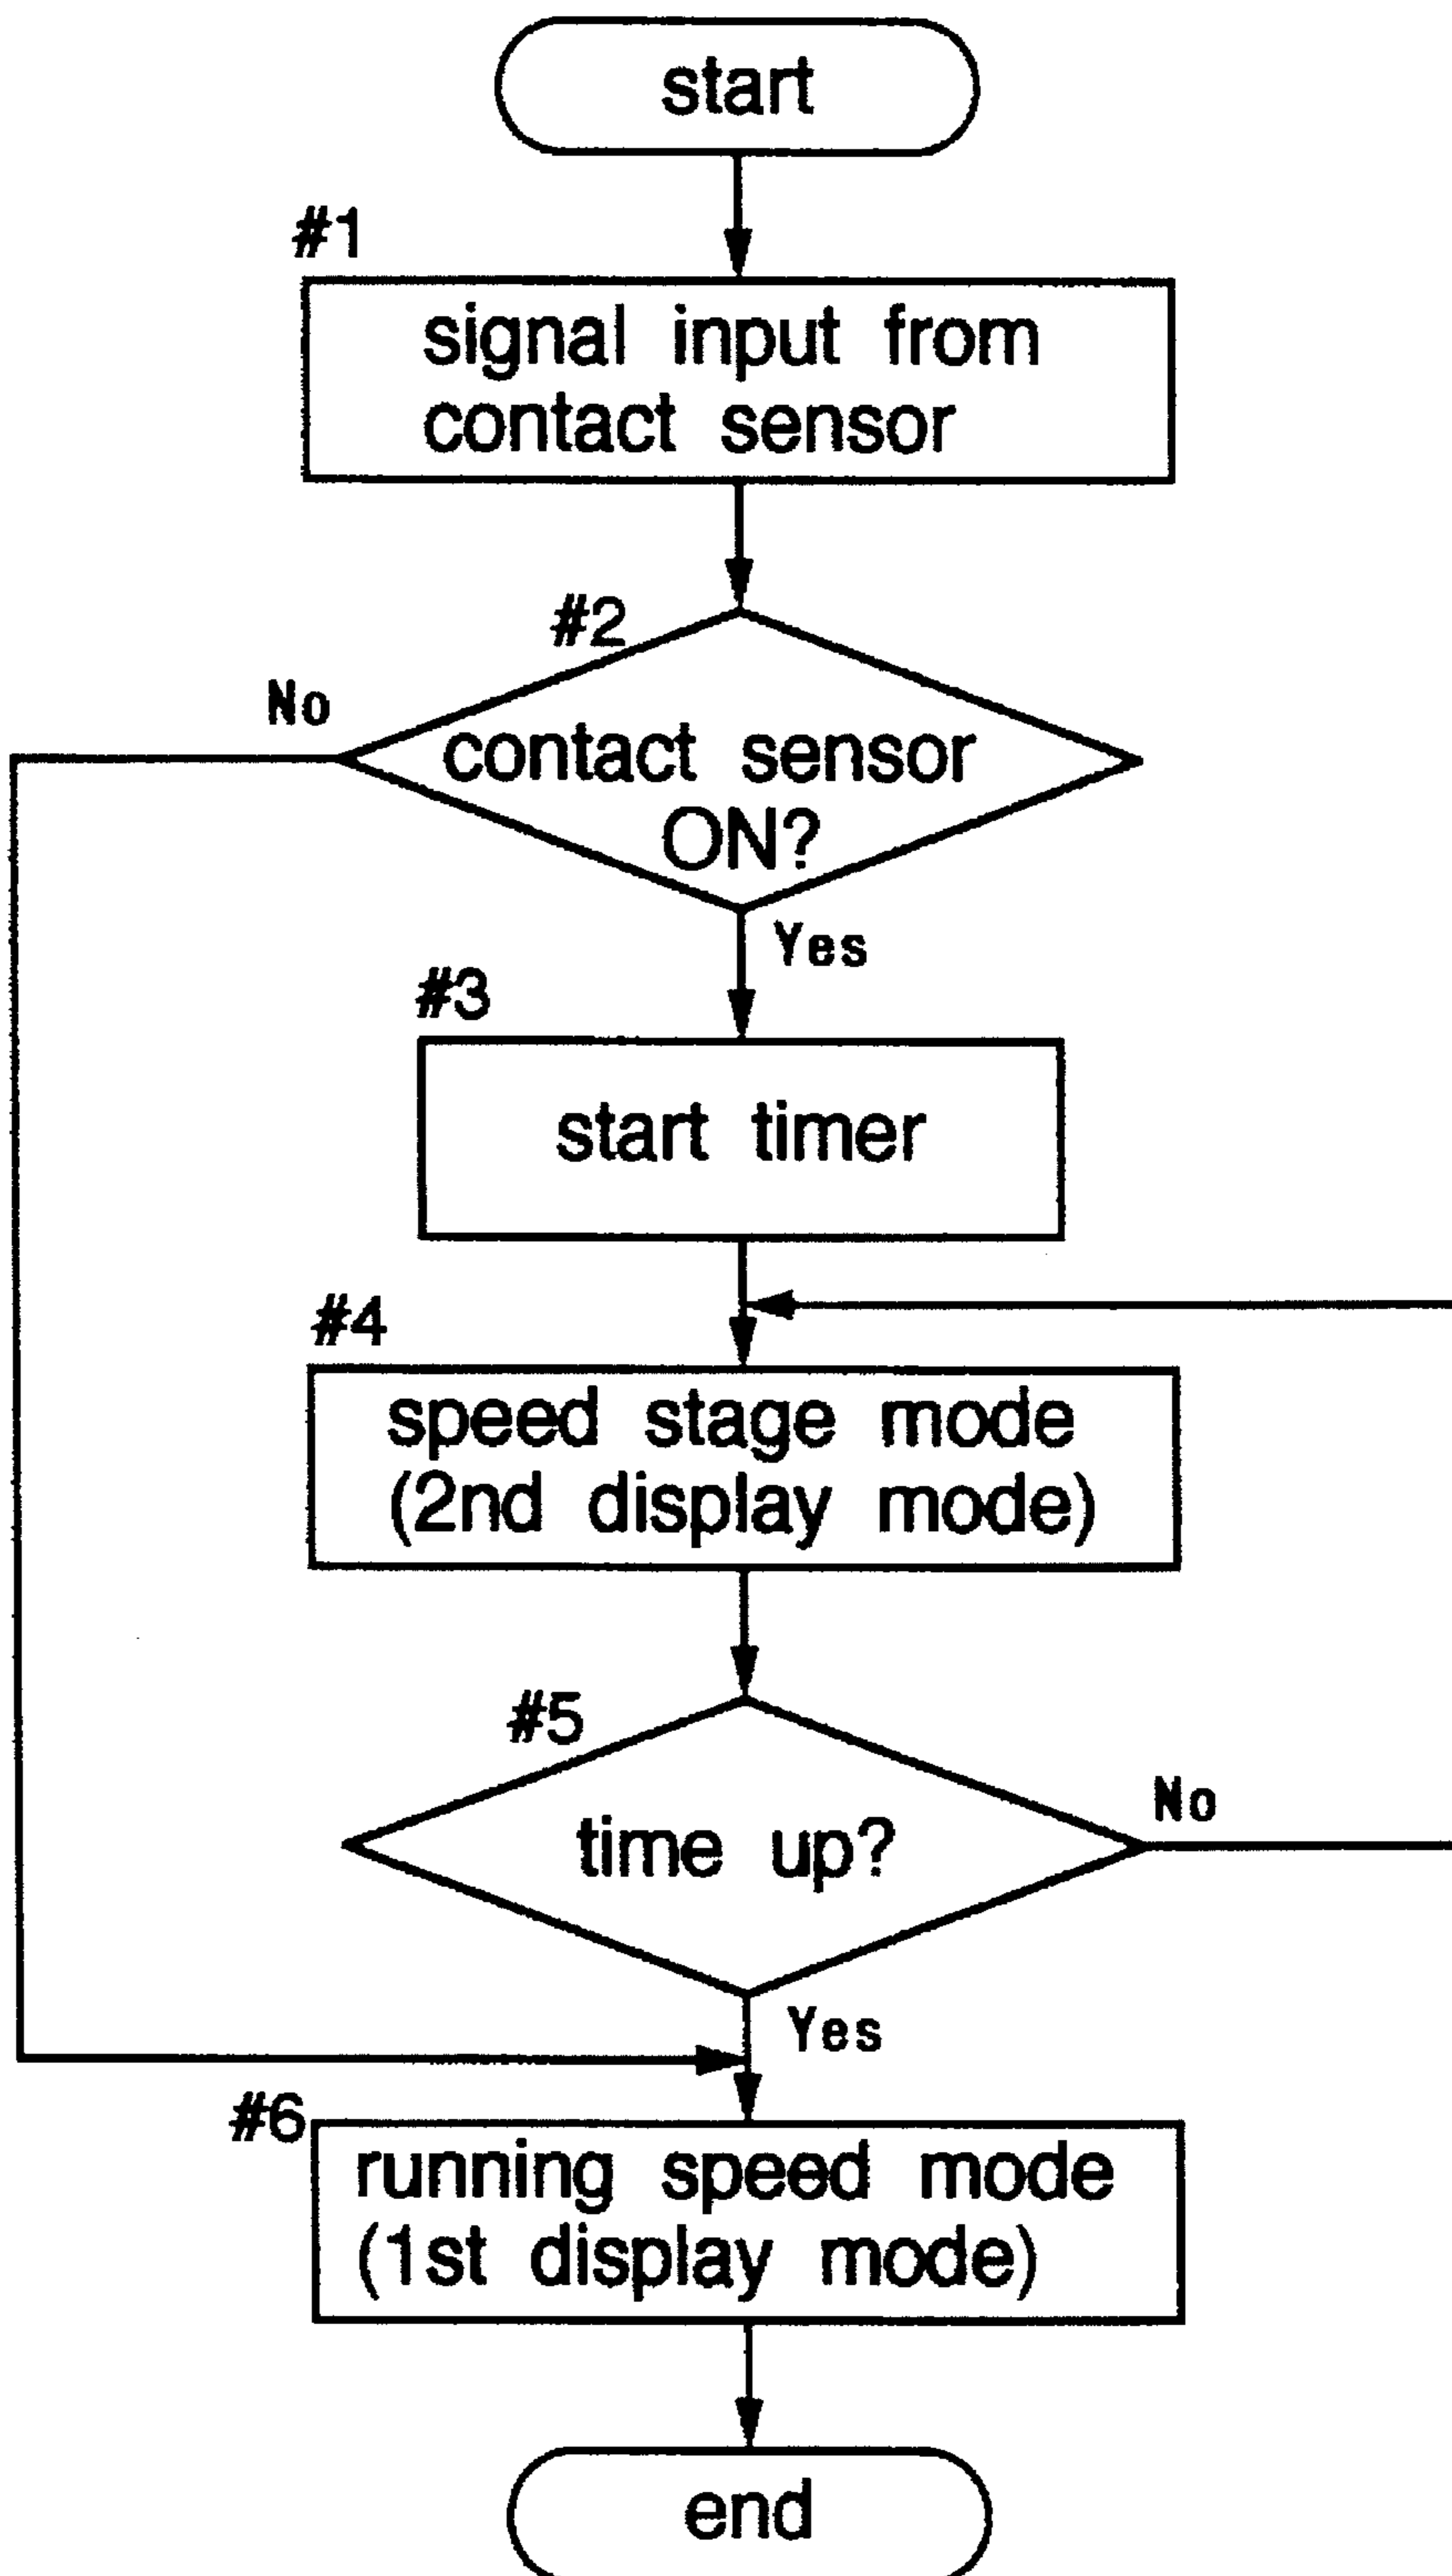 start
#1
signal input from
contact sensor
#2
No
contact sensor
ON?
Yes
#3
start timer
#4
speed stage mode
(2nd display mode)
#5
No
time up?
Yes
#6
running speed mode
(1st display mode)
end